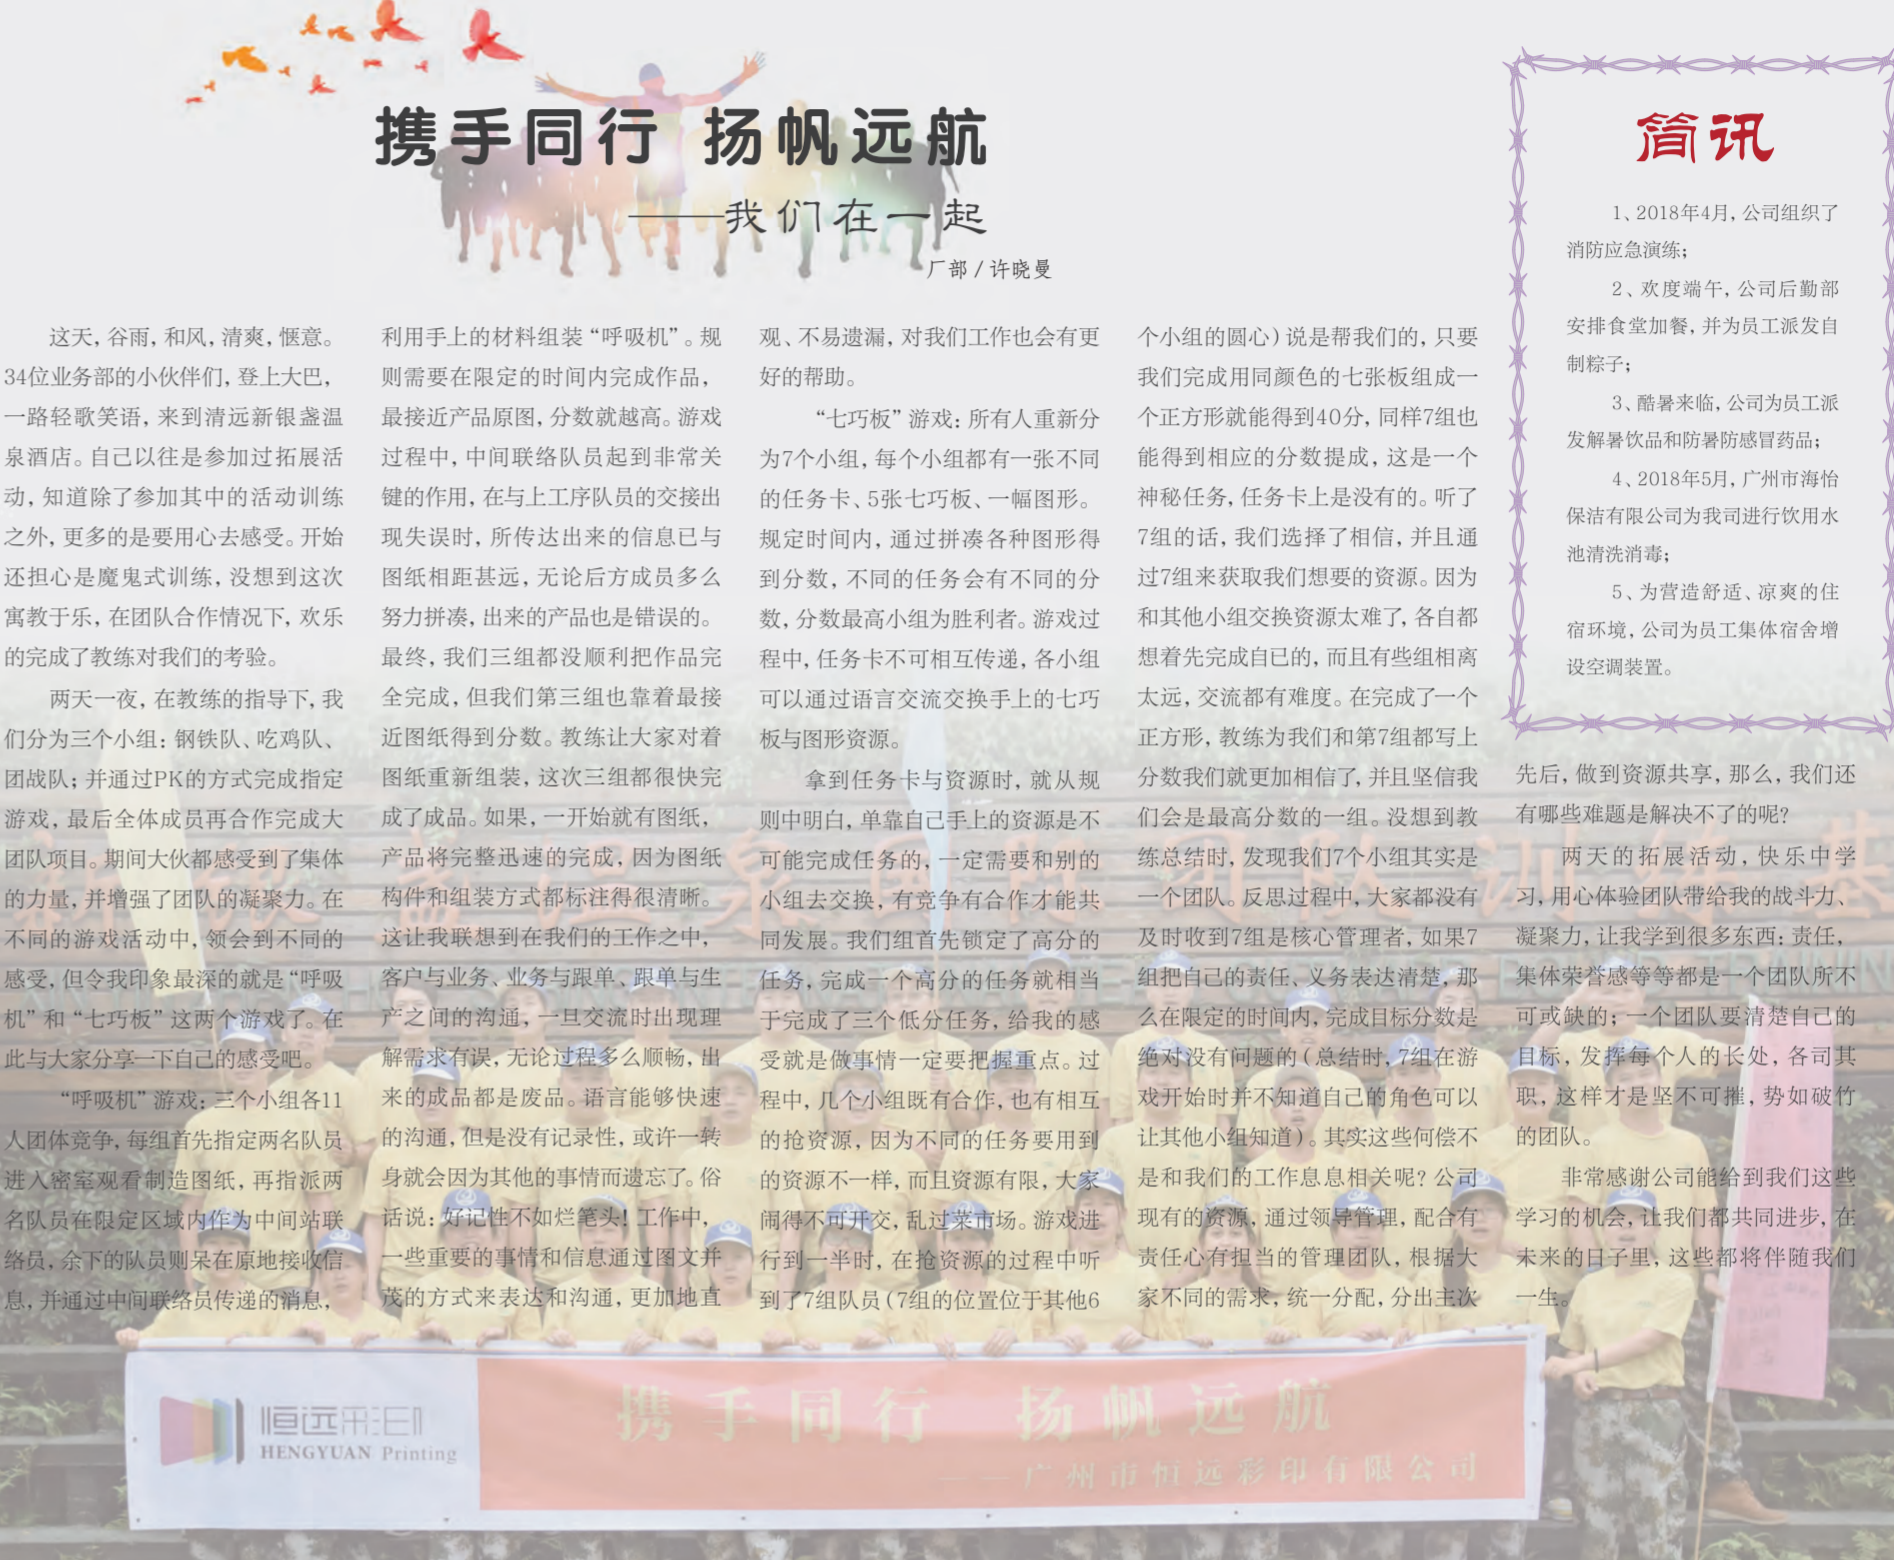 携手同行 扬帆远航
——我们在一起
厂部 / 许晓曼
这天, 谷雨, 和风, 清爽, 惬意。
34位业务部的小伙伴们, 登上大巴,
一路轻歌笑语, 来到清远新银盏温
泉酒店。自己以往是参加过拓展活
动, 知道除了参加其中的活动训练
之外, 更多的是要用心去感受。开始
还担心是魔鬼式训练, 没想到这次
寓教于乐, 在团队合作情况下, 欢乐
的完成了教练对我们的考验。
两天一夜, 在教练的指导下, 我
们分为三个小组: 钢铁队、吃鸡队、
团战队; 并通过PK的方式完成指定
游戏, 最后全体成员再合作完成大
团队项目。期间大伙都感受到了集体
的力量, 并增强了团队的凝聚力。在
不同的游戏活动中, 领会到不同的
感受, 但令我印象最深的就是“呼吸
机”和“七巧板”这两个游戏了。在
此与大家分享一下自己的感受吧。
“呼吸机”游戏: 三个小组各11
人团体竞争, 每组首先指定两名队员
进入密室观看制造图纸, 再指派两
名队员在限定区域内作为中间站联
络员, 余下的队员则呆在原地接收信
息, 并通过中间联络员传递的消息,
利用手上的材料组装“呼吸机”。规
则需要在限定的时间内完成作品,
最接近产品原图, 分数就越高。游戏
过程中, 中间联络队员起到非常关
键的作用, 在与上工序队员的交接出
现失误时, 所传达出来的信息已与
图纸相距甚远, 无论后方成员多么
努力拼凑, 出来的产品也是错误的。
最终, 我们三组都没顺利把作品完
全完成, 但我们第三组也靠着最接
近图纸得到分数。教练让大家对着
图纸重新组装, 这次三组都很快完
成了成品。如果, 一开始就有图纸,
产品将完整迅速的完成, 因为图纸
构件和组装方式都标注得很清晰。
这让我联想到在我们的工作之中,
客户与业务、业务与跟单、跟单与生
产之间的沟通, 一旦交流时出现理
解需求有误, 无论过程多么顺畅, 出
来的成品都是废品。语言能够快速
的沟通, 但是没有记录性, 或许一转
身就会因为其他的事情而遗忘了。俗
话说: 好记性不如烂笔头! 工作中,
一些重要的事情和信息通过图文并
茂的方式来表达和沟通, 更加地直
观、不易遗漏, 对我们工作也会有更
好的帮助。
“七巧板”游戏: 所有人重新分
为7个小组, 每个小组都有一张不同
的任务卡、5张七巧板、一幅图形。
规定时间内, 通过拼凑各种图形得
到分数, 不同的任务会有不同的分
数, 分数最高小组为胜利者。游戏过
程中, 任务卡不可相互传递, 各小组
可以通过语言交流交换手上的七巧
板与图形资源。
拿到任务卡与资源时, 就从规
则中明白, 单靠自己手上的资源是不
可能完成任务的, 一定需要和别的
小组去交换, 有竞争有合作才能共
同发展。我们组首先锁定了高分的
任务, 完成一个高分的任务就相当
于完成了三个低分任务, 给我的感
受就是做事情一定要把握重点。过
程中, 几个小组既有合作, 也有相互
的抢资源, 因为不同的任务要用到
的资源不一样, 而且资源有限, 大家
闹得不可开交, 乱过菜市场。游戏进
行到一半时, 在抢资源的过程中听
到了7组队员(7组的位置位于其他6
个小组的圆心)说是帮我们的, 只要
我们完成用同颜色的七张板组成一
个正方形就能得到40分, 同样7组也
能得到相应的分数提成, 这是一个
神秘任务, 任务卡上是没有的。听了
7组的话, 我们选择了相信, 并且通
过7组来获取我们想要的资源。因为
和其他小组交换资源太难了, 各自都
想着先完成自已的, 而且有些组相离
太远, 交流都有难度。在完成了一个
正方形, 教练为我们和第7组都写上
分数我们就更加相信了, 并且坚信我
们会是最高分数的一组。没想到教
练总结时, 发现我们7个小组其实是
一个团队。反思过程中, 大家都没有
及时收到7组是核心管理者, 如果7
组把自己的责任、义务表达清楚, 那
么在限定的时间内, 完成目标分数是
绝对没有问题的(总结时, 7组在游
戏开始时并不知道自己的角色可以
让其他小组知道)。其实这些何偿不
是和我们的工作息息相关呢? 公司
现有的资源, 通过领导管理, 配合有
责任心有担当的管理团队, 根据大
家不同的需求, 统一分配, 分出主次
先后, 做到资源共享, 那么, 我们还
有哪些难题是解决不了的呢?
两天的拓展活动, 快乐中学
习, 用心体验团队带给我的战斗力、
凝聚力, 让我学到很多东西: 责任,
集体荣誉感等等都是一个团队所不
可或缺的; 一个团队要清楚自己的
目标, 发挥每个人的长处, 各司其
职, 这样才是坚不可摧, 势如破竹
的团队。
非常感谢公司能给到我们这些
学习的机会, 让我们都共同进步, 在
未来的日子里, 这些都将伴随我们
一生。
简讯
1、2018年4月, 公司组织了
消防应急演练;
2、欢度端午, 公司后勤部
安排食堂加餐, 并为员工派发自
制粽子;
3、酷暑来临, 公司为员工派
发解暑饮品和防暑防感冒药品;
4、2018年5月, 广州市海怡
保洁有限公司为我司进行饮用水
池清洗消毒;
5、为营造舒适、凉爽的住
宿环境, 公司为员工集体宿舍增
设空调装置。
恒远彩印
HENGYUAN Printing
携手同行 扬帆远航
——广州市恒远彩印有限公司